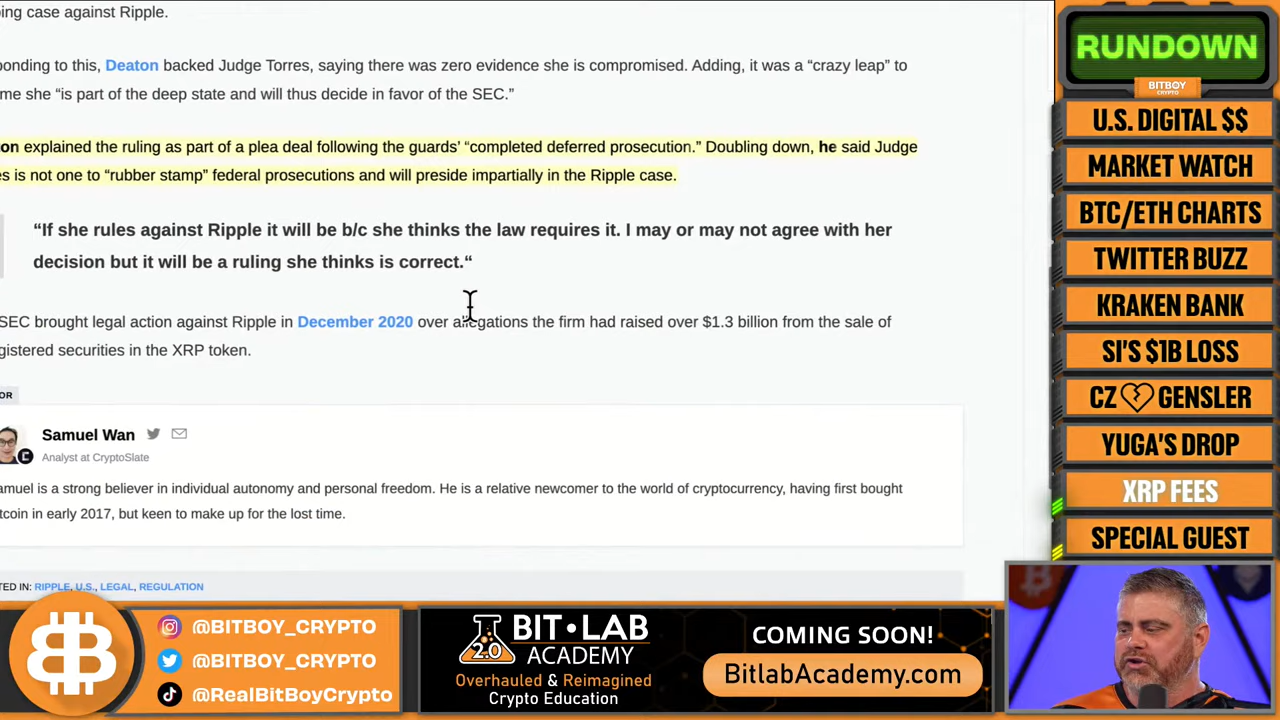 ing case against Ripple.
ponding to this, Deaton backed Judge Torres, saying there was zero evidence she is compromised. Adding, it was a “crazy leap” to
me she “is part of the deep state and will thus decide in favor of the SEC.”
on explained the ruling as part of a plea deal following the guards’ “completed deferred prosecution.” Doubling down, he said Judge
s is not one to “rubber stamp” federal prosecutions and will preside impartially in the Ripple case.
“If she rules against Ripple it will be b/c she thinks the law requires it. I may or may not agree with her
decision but it will be a ruling she thinks is correct.“
SEC brought legal action against Ripple in December 2020 over allegations the firm had raised over $1.3 billion from the sale of
gistered securities in the XRP token.
OR
Samuel Wan
Analyst at CryptoSlate
amuel is a strong believer in individual autonomy and personal freedom. He is a relative newcomer to the world of cryptocurrency, having first bought
tcoin in early 2017, but keen to make up for the lost time.
TED IN: RIPPLE, U.S., LEGAL, REGULATION
RUNDOWN
BITBOY
CRYPTO
U.S. DIGITAL $$
MARKET WATCH
BTC/ETH CHARTS
TWITTER BUZZ
KRAKEN BANK
SI'S $1B LOSS
CZ GENSLER
YUGA'S DROP
XRP FEES
SPECIAL GUEST
@BITBOY_CRYPTO
@BITBOY_CRYPTO
@RealBitBoyCrypto
2.0
BIT•LAB
ACADEMY
Overhauled & Reimagined
Crypto Education
COMING SOON!
BitlabAcademy.com